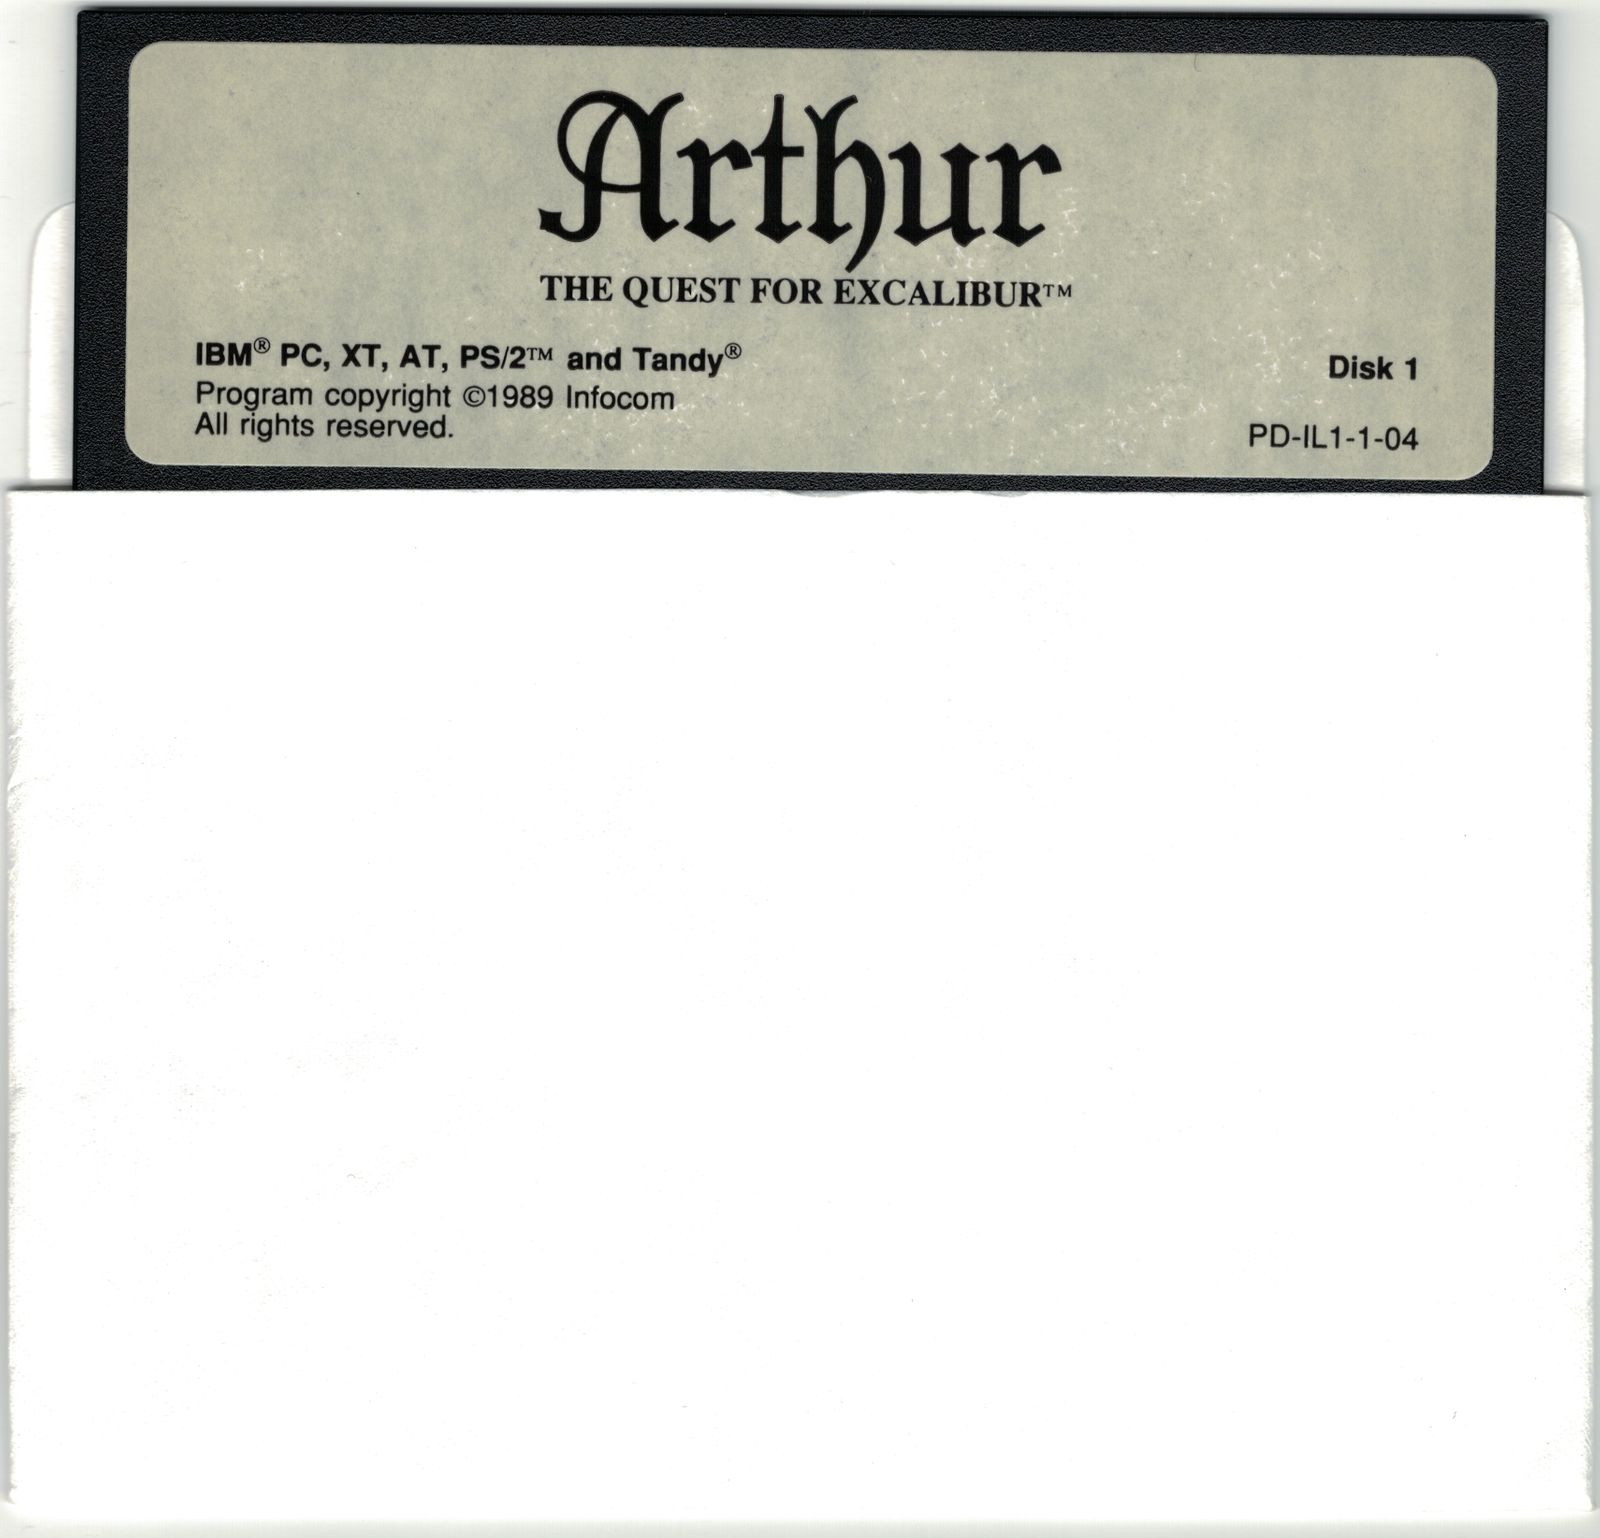 Arthur
THE QUEST FOR EXCALIBUR™
IBM® PC, XT, AT, PS/2™ and Tandy®
Program copyright ©1989 Infocom
All rights reserved.
Disk 1
PD-IL1-1-04